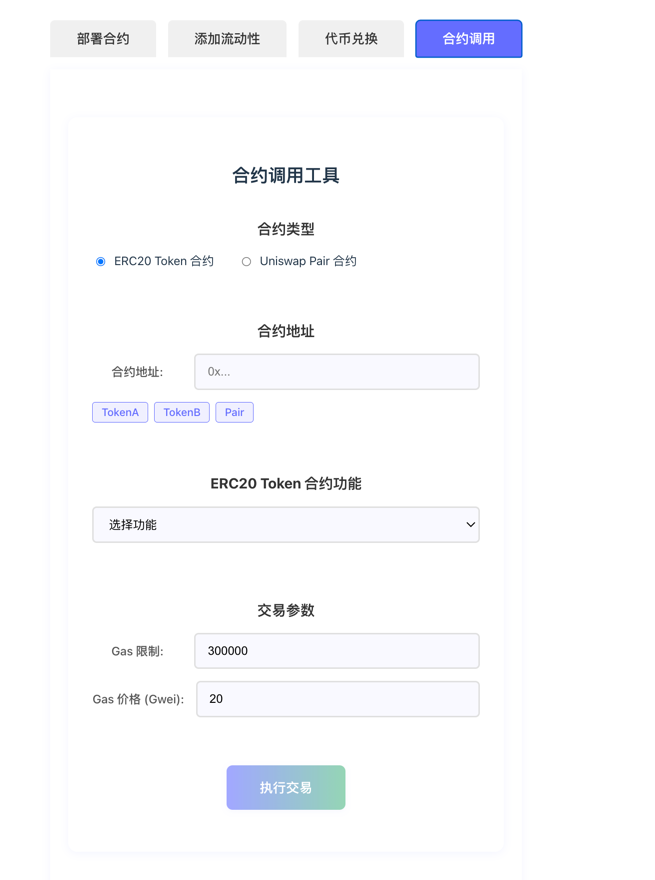 部署合约 添加流动性 代币兑换 合约调用
合约调用工具
合约类型
ERC20 Token 合约 Uniswap Pair 合约
合约地址
合约地址: 0x...
TokenA TokenB Pair
ERC20 Token 合约功能
选择功能
交易参数
Gas 限制: 300000
Gas 价格 (Gwei): 20
执行交易